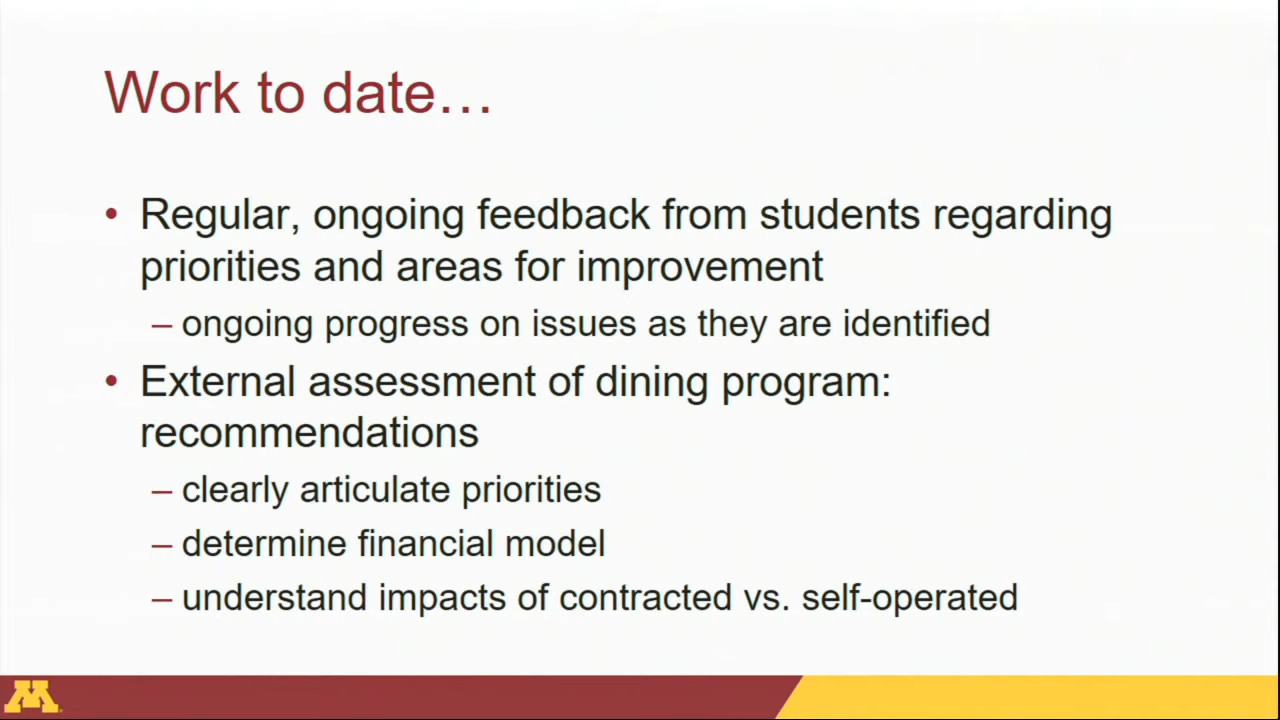 Work to date…
• Regular, ongoing feedback from students regarding
priorities and areas for improvement
– ongoing progress on issues as they are identified
• External assessment of dining program:
recommendations
– clearly articulate priorities
– determine financial model
– understand impacts of contracted vs. self-operated
M